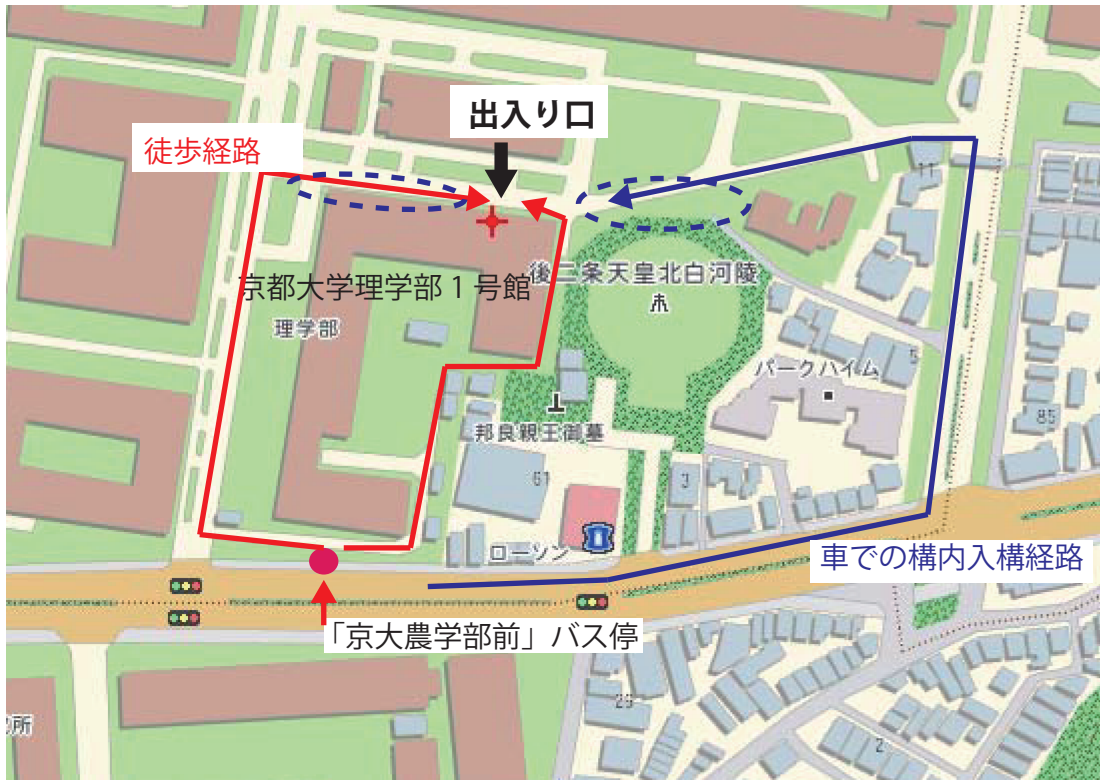 出入り口
徒歩経路
11
後二条天皇北白河陵
京都大学理学部1号館
理学部
5
パークハイム
85
邦良親王御墓
61
3
ローソン
車での構内入構経路
「京大農学部前」バス停
29
2
所